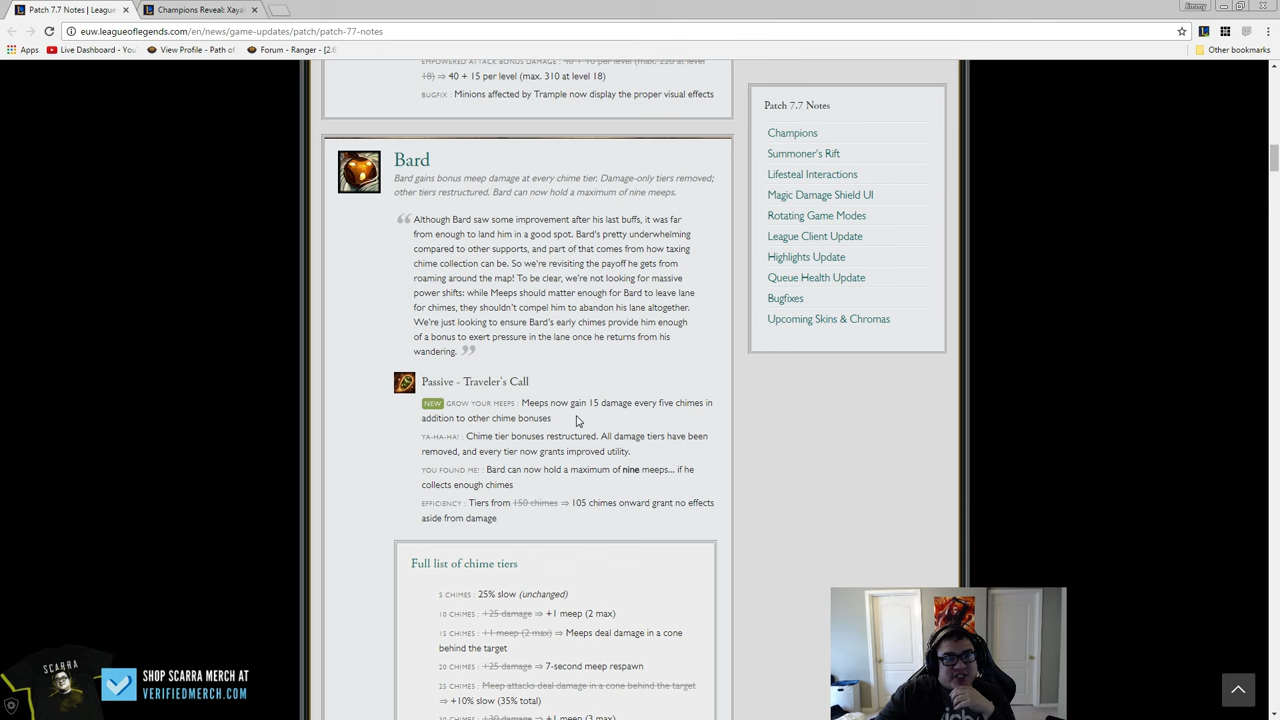 Patch 7.7 Notes | Leagu
Champions Reveal: Xaya
Jimmy
euw.leagueoflegends.com/en/news/game-updates/patch/patch-77-notes
Apps
Live Dashboard - You
View Profile - Path of
Forum - Ranger - [2.6
Other bookmarks
EMPOWERED ATTACK BONUS DAMAGE : 40 + 10 per level (max. 220 at level
18) ⇒ 40 + 15 per level (max. 310 at level 18)
BUGFIX : Minions affected by Trample now display the proper visual effects
Bard
Bard gains bonus meep damage at every chime tier. Damage-only tiers removed;
other tiers restructured. Bard can now hold a maximum of nine meeps.
“ Although Bard saw some improvement after his last buffs, it was far
from enough to land him in a good spot. Bard's pretty underwhelming
compared to other supports, and part of that comes from how taxing
chime collection can be. So we're revisiting the payoff he gets from
roaming around the map! To be clear, we're not looking for massive
power shifts: while Meeps should matter enough for Bard to leave lane
for chimes, they shouldn't compel him to abandon his lane altogether.
We're just looking to ensure Bard's early chimes provide him enough
of a bonus to exert pressure in the lane once he returns from his
wandering. ”
Passive - Traveler's Call
NEW GROW YOUR MEEPS : Meeps now gain 15 damage every five chimes in
addition to other chime bonuses
YA-HA-HA! : Chime tier bonuses restructured. All damage tiers have been
removed, and every tier now grants improved utility.
YOU FOUND ME! : Bard can now hold a maximum of nine meeps... if he
collects enough chimes
EFFICIENCY : Tiers from 150 chimes ⇒ 105 chimes onward grant no effects
aside from damage
Full list of chime tiers
5 CHIMES : 25% slow (unchanged)
10 CHIMES : +25 damage ⇒ +1 meep (2 max)
15 CHIMES : +1 meep (2 max) ⇒ Meeps deal damage in a cone
behind the target
20 CHIMES : +25 damage ⇒ 7-second meep respawn
25 CHIMES : Meep attacks deal damage in a cone behind the target
⇒ +10% slow (35% total)
30 CHIMES : +30 damage ⇒ +1 meep (3 max)
Patch 7.7 Notes
Champions
Summoner's Rift
Lifesteal Interactions
Magic Damage Shield UI
Rotating Game Modes
League Client Update
Highlights Update
Queue Health Update
Bugfixes
Upcoming Skins & Chromas
SCARRA
SHOP SCARRA MERCH AT
VERIFIEDMERCH.COM